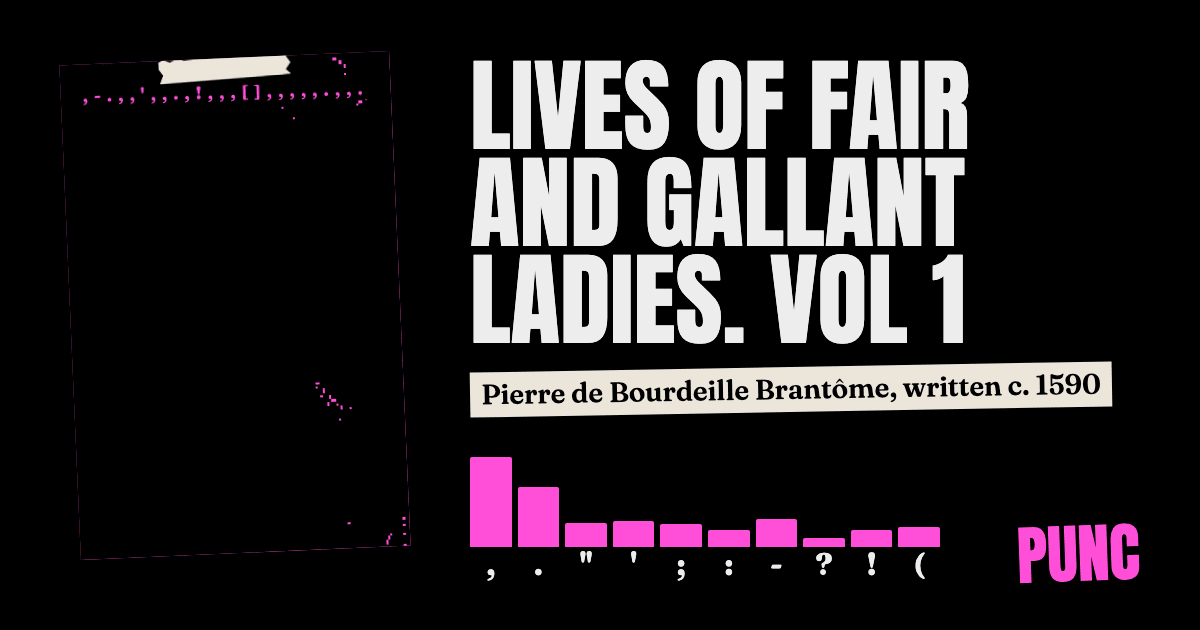 ,-.,,',,.,!,,,[],,,,,,.,,.
LIVES OF FAIR
AND GALLANT
LADIES. VOL 1
Pierre de Bourdeille Brantôme, written c. 1590
, . " ' ; : - ? ! (
PUNC